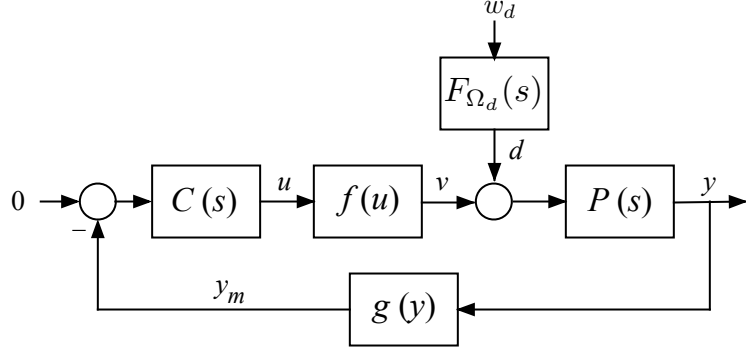 w_d
F_{Ω_d}(s)
d
0
−
C (s)
u
f(u)
v
P (s)
y
y_m
g (y)